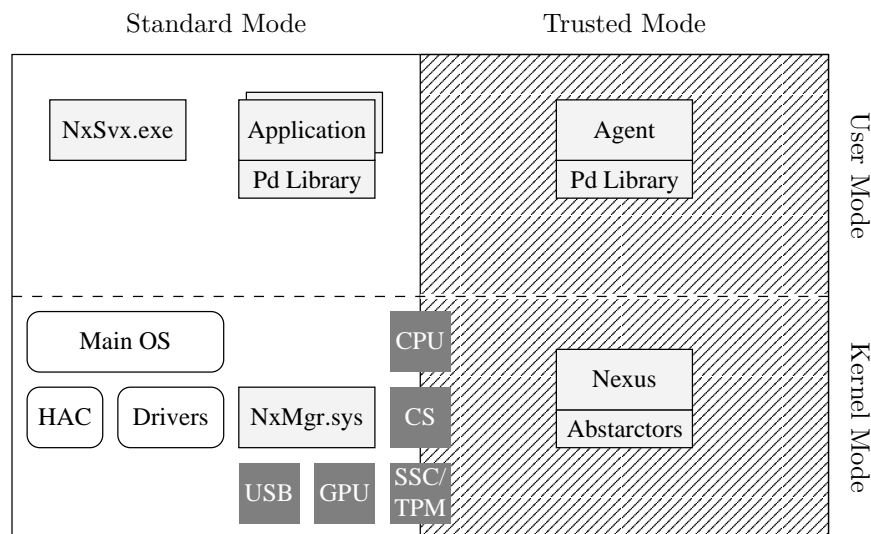 Standard Mode
Trusted Mode
NxSvx.exe
Application
Pd Library
Agent
Pd Library
User Mode
Main OS
CPU
HAC
Drivers
NxMgr.sys
CS
Nexus
Abstarctors
Kernel Mode
USB
GPU
SSC/
TPM